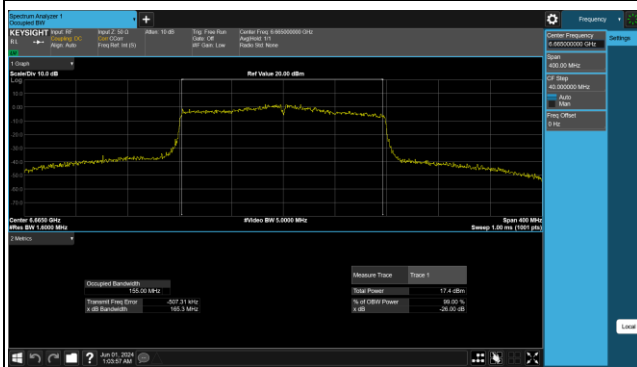 Spectrum Analyzer 1
Occupied BW
+
Frequency
KEYSIGHT
R1
Input: RF
Coupling: DC
Align: Auto
Input Z: 50 Ω
Corr CCorr
Freq Ref: Int (S)
Atten: 10 dB
Trig: Free Run
Gate: Off
#IF Gain: Low
Center Freq: 6.665000000 GHz
Avg|Hold: 1/1
Radio Std: None
Center Frequency
6.665000000 GHz
Settings
Span
400.00 MHz
CF Step
40.000000 MHz
Auto
Man
Freq Offset
0 Hz
1 Graph
Scale/Div 10.0 dB
Ref Value 20.00 dBm
Log
10.0
0.00
Center 6.6650 GHz
#Res BW 1.6000 MHz
#Video BW 5.0000 MHz
Span 400 MHz
Sweep 1.00 ms (1001 pts)
2 Metrics
Occupied Bandwidth
155.00 MHz
Transmit Freq Error
-507.31 kHz
x dB Bandwidth
165.3 MHz
Measure Trace
Trace 1
Total Power
17.4 dBm
% of OBW Power
99.00 %
x dB
-26.00 dB
Local
?
Jun 01, 2024
1:03:57 AM